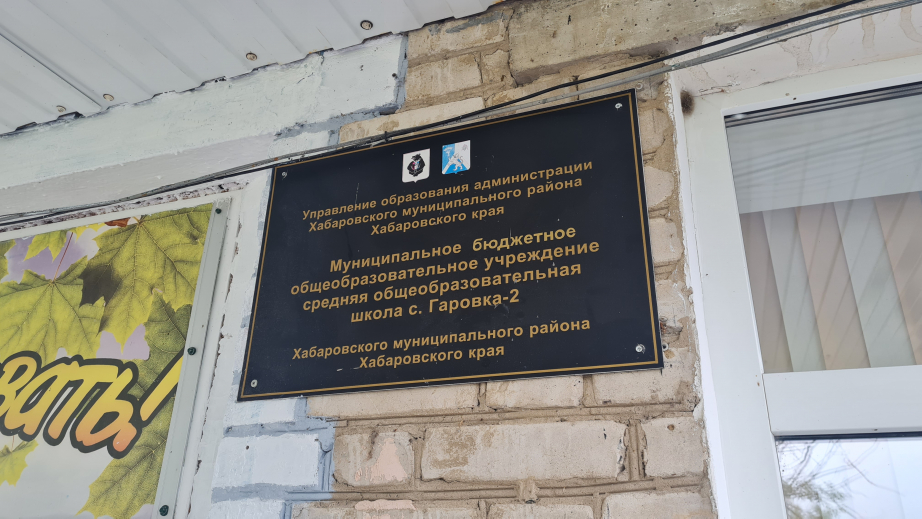 Управление образования администрации
Хабаровского муниципального района
Хабаровского края
Муниципальное бюджетное
общеобразовательное учреждение
средняя общеобразовательная
школа с. Гаровка-2
Хабаровского муниципального района
Хабаровского края